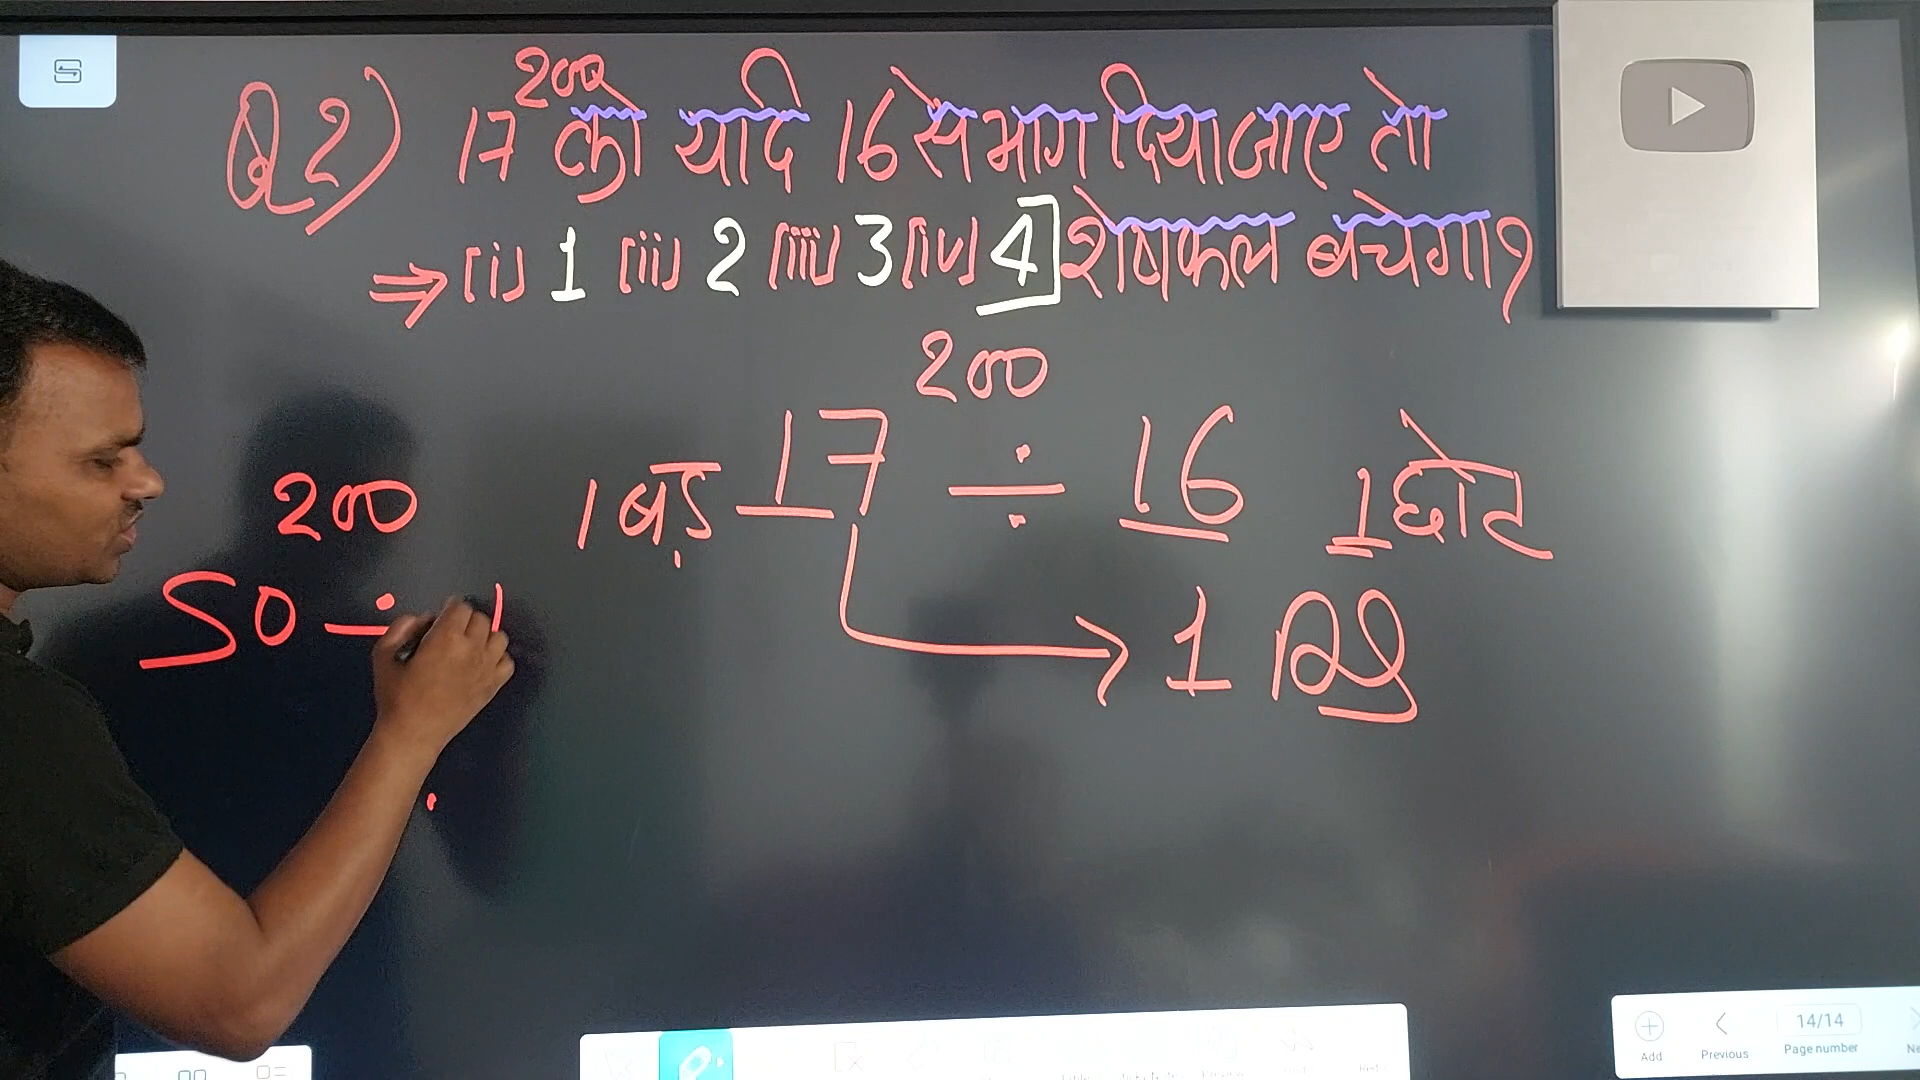 Q2) 17^200 को यदि 16 से भाग दिया जाए तो
⇒ (i) 1 (ii) 2 (iii) 3 (iv) 4 शेषफल बचेगा?
200
1 बड़ 17 ÷ 16 1 छोट
200
50 ÷ 1
→ 1
Add
Previous
14/14
Page number